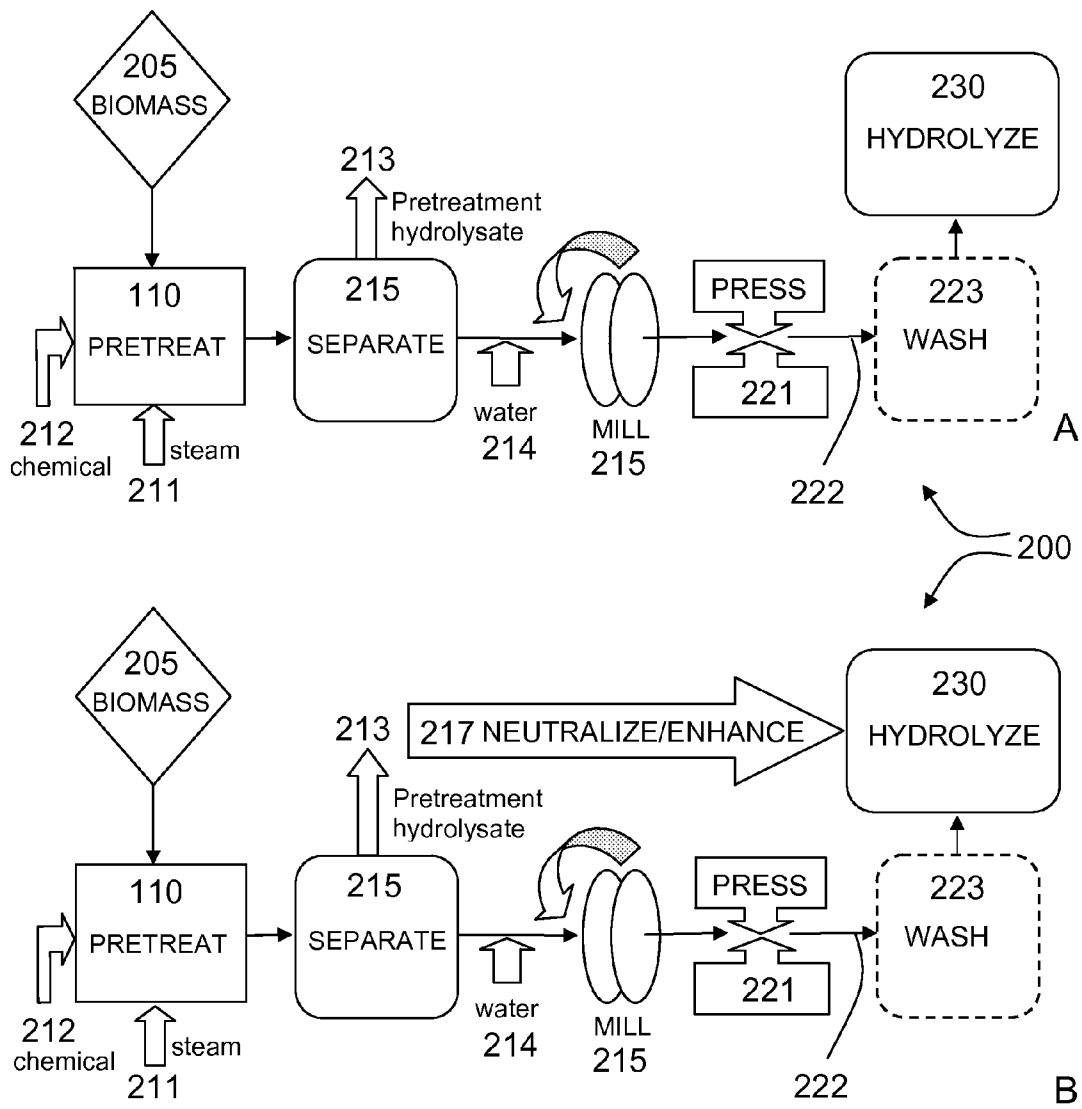 205
BIOMASS
230
HYDROLYZE
213
Pretreatment
hydrolysate
110
PRETREAT
215
SEPARATE
PRESS
223
WASH
221
212
chemical
steam
211
water
214
MILL
215
222
A
200
205
BIOMASS
230
HYDROLYZE
217 NEUTRALIZE/ENHANCE
213
Pretreatment
hydrolysate
110
PRETREAT
215
SEPARATE
PRESS
223
WASH
221
212
chemical
steam
211
water
214
MILL
215
222
B